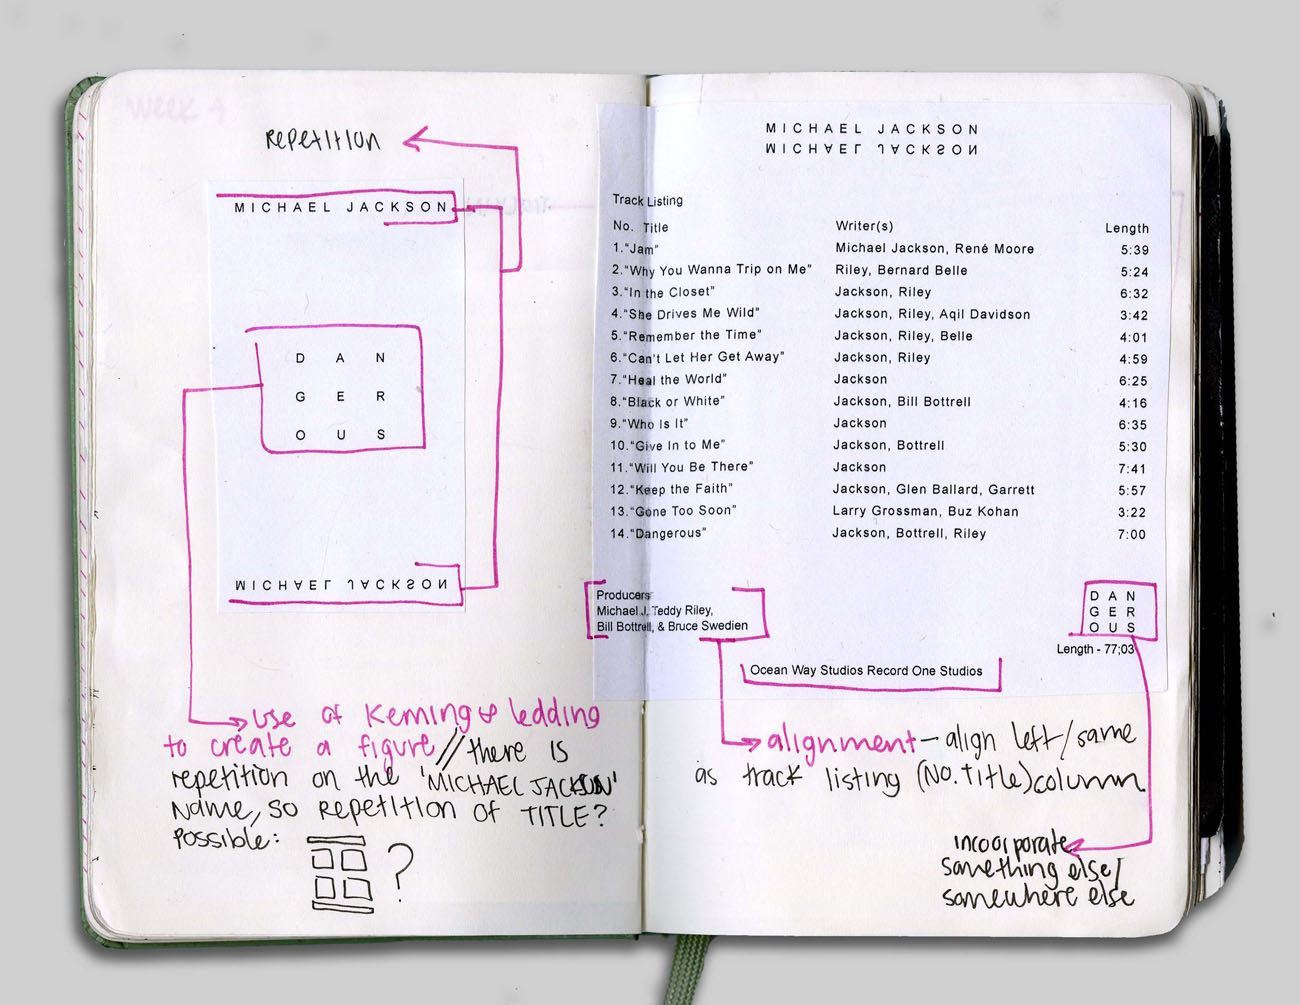 Week 4
REPETITION
MICHAEL JACKSON
D A N
G E R
O U S
MICHAEL JACKSON
use of Kerning & ledding
to create a figure // there is
repetition on the 'MICHAEL JACKSON'
Name, so REPETITION OF TITLE?
possible:
?
MICHAEL JACKSON
MICHAEL JACKSON
Track Listing
No. Title Writer(s) Length
1. "Jam" Michael Jackson, René Moore 5:39
2. "Why You Wanna Trip on Me" Riley, Bernard Belle 5:24
3. "In the Closet" Jackson, Riley 6:32
4. "She Drives Me Wild" Jackson, Riley, Aqil Davidson 3:42
5. "Remember the Time" Jackson, Riley, Belle 4:01
6. "Can't Let Her Get Away" Jackson, Riley 4:59
7. "Heal the World" Jackson 6:25
8. "Black or White" Jackson, Bill Bottrell 4:16
9. "Who Is It" Jackson 6:35
10. "Give In to Me" Jackson, Bottrell 5:30
11. "Will You Be There" Jackson 7:41
12. "Keep the Faith" Jackson, Glen Ballard, Garrett 5:57
13. "Gone Too Soon" Larry Grossman, Buz Kohan 3:22
14. "Dangerous" Jackson, Bottrell, Riley 7:00
Producers
Michael J, Teddy Riley,
Bill Bottrell, & Bruce Swedien
D A N
G E R
O U S
Length - 77;03
Ocean Way Studios Record One Studios
alignment - align left/same
as track listing (No. Title) column
incoorporate
something else/
somewhere else